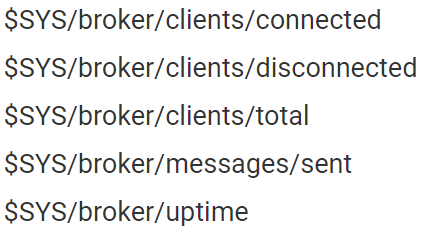 $SYS/broker/clients/connected
$SYS/broker/clients/disconnected
$SYS/broker/clients/total
$SYS/broker/messages/sent
$SYS/broker/uptime